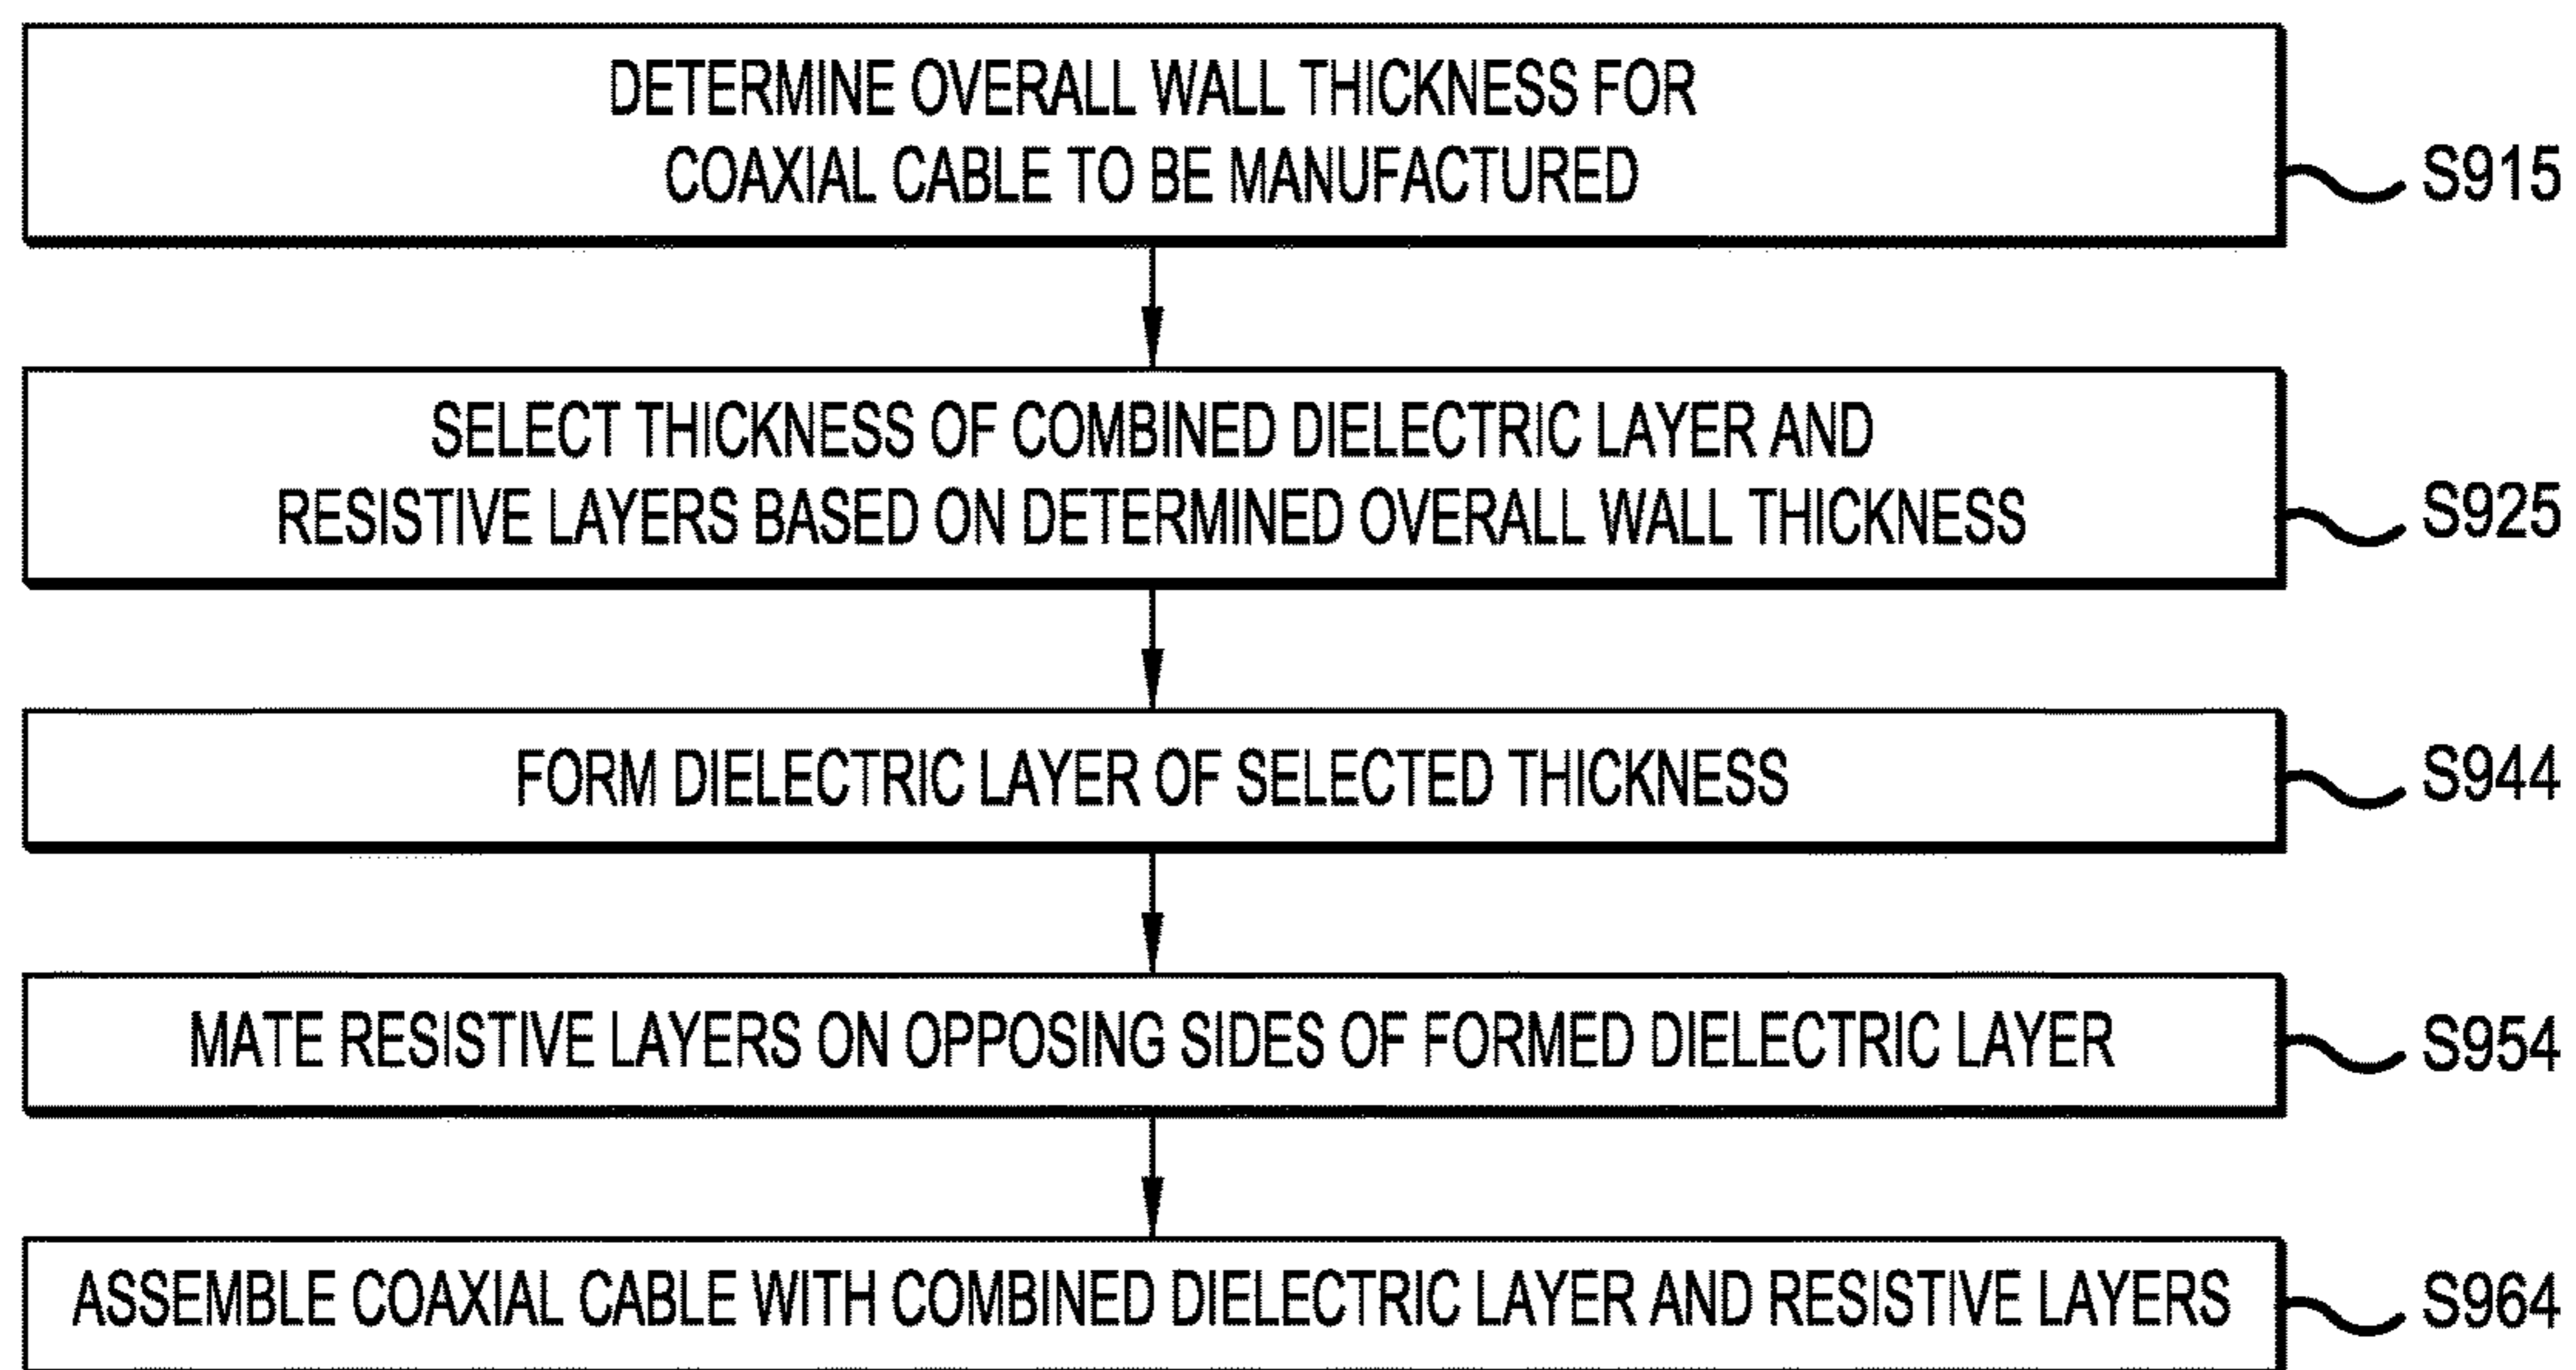 DETERMINE OVERALL WALL THICKNESS FOR
COAXIAL CABLE TO BE MANUFACTURED
S915
SELECT THICKNESS OF COMBINED DIELECTRIC LAYER AND
RESISTIVE LAYERS BASED ON DETERMINED OVERALL WALL THICKNESS
S925
FORM DIELECTRIC LAYER OF SELECTED THICKNESS
S944
MATE RESISTIVE LAYERS ON OPPOSING SIDES OF FORMED DIELECTRIC LAYER
S954
ASSEMBLE COAXIAL CABLE WITH COMBINED DIELECTRIC LAYER AND RESISTIVE LAYERS
S964